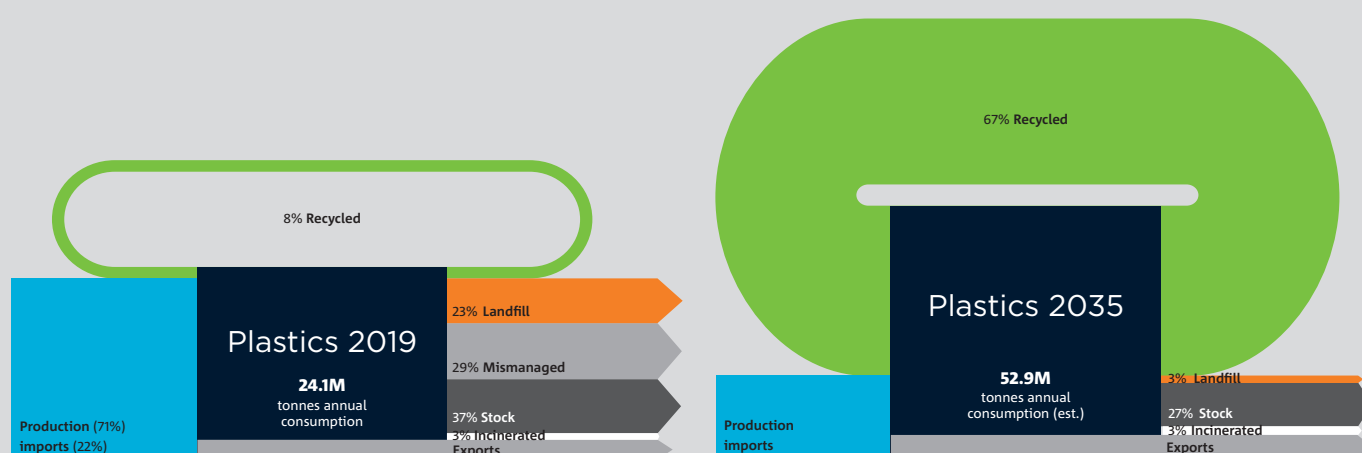 8% Recycled
Plastics 2019
24.1M
tonnes annual
consumption
Production (71%)
imports (22%)
23% Landfill
29% Mismanaged
37% Stock
3% Incinerated
Exports
67% Recycled
Plastics 2035
52.9M
tonnes annual
consumption (est.)
Production
imports
3% Landfill
27% Stock
3% Incinerated
Exports